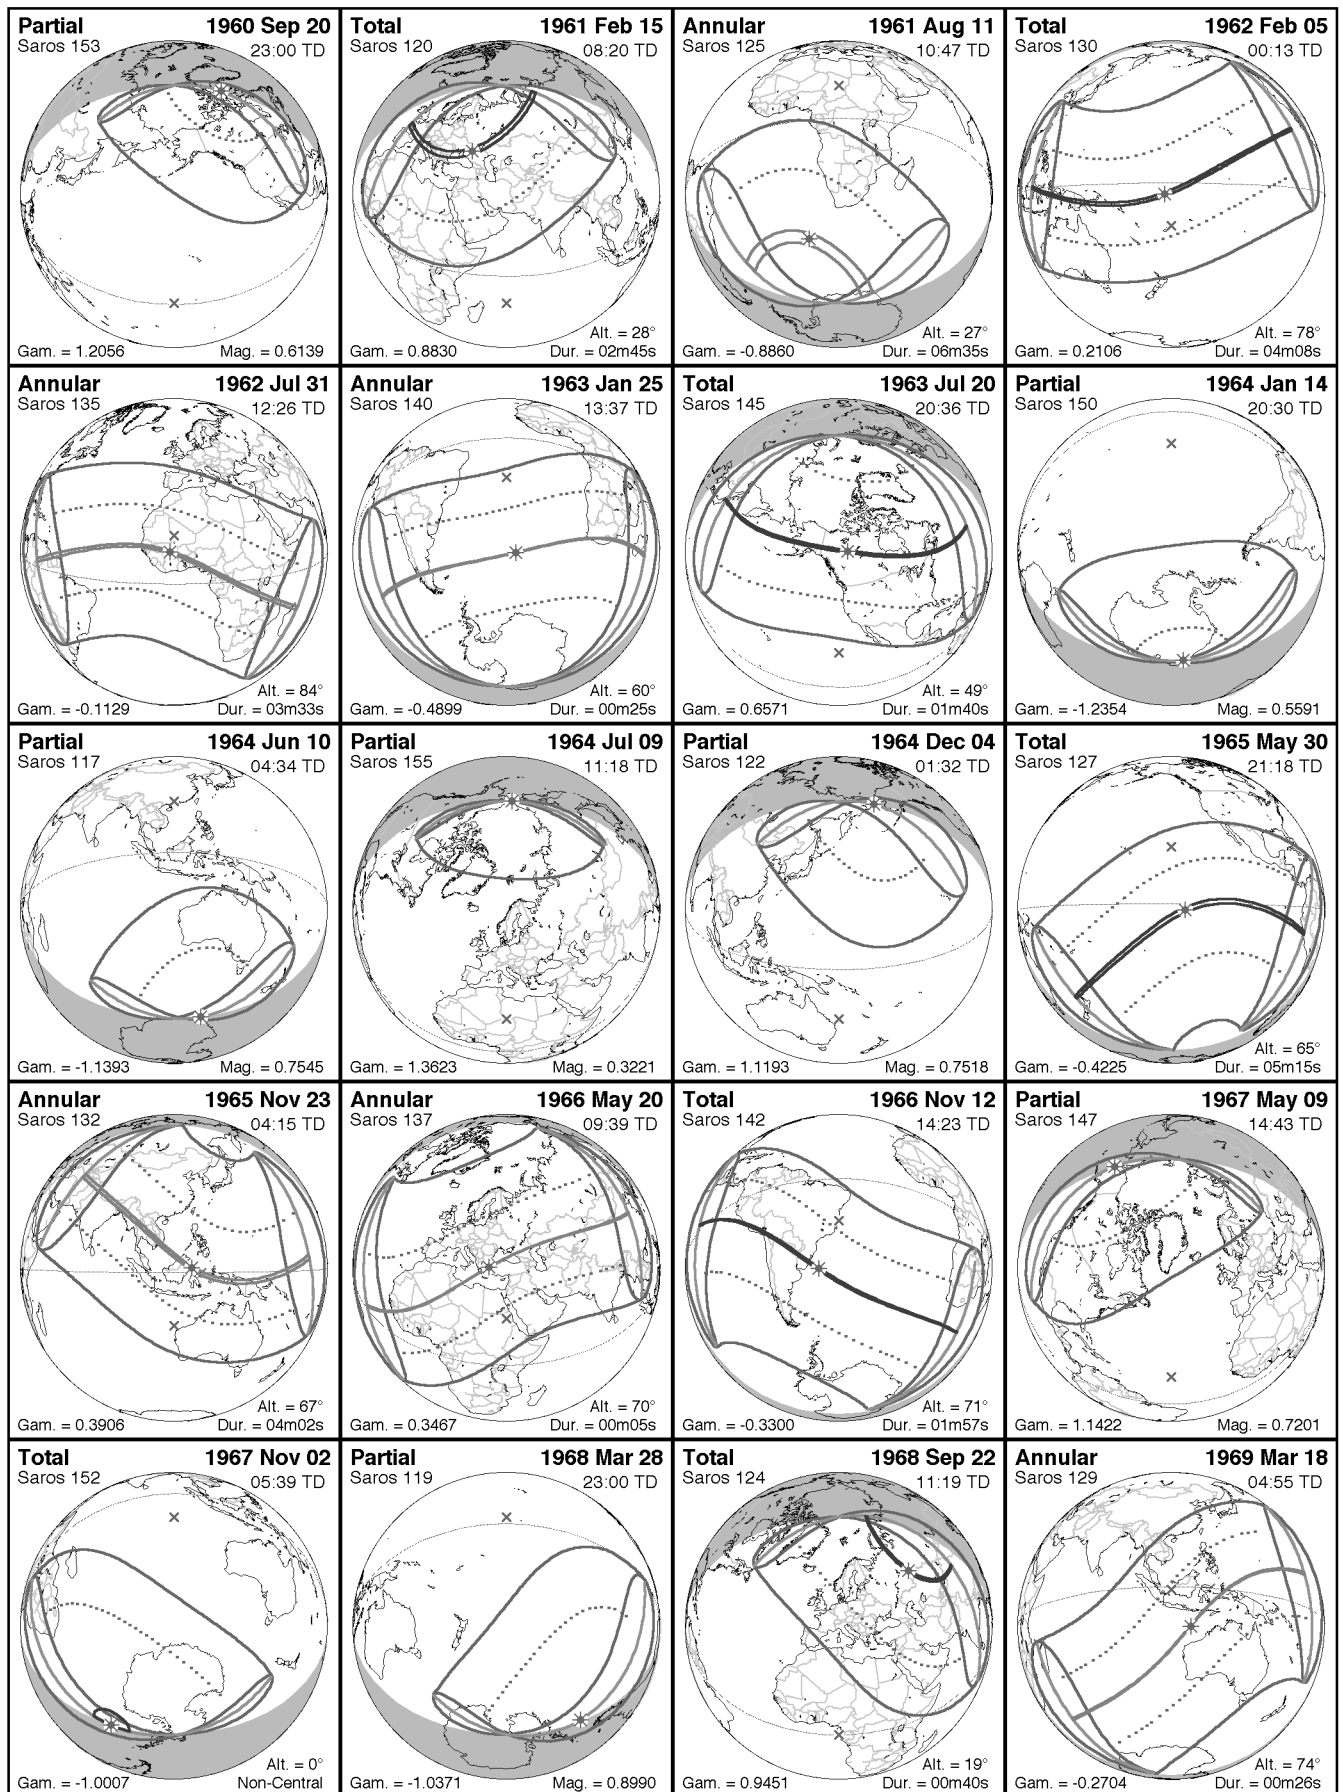 Partial 1960 Sep 20
Saros 153 23:00 TD
Gam. = 1.2056 Mag. = 0.6139
Total 1961 Feb 15
Saros 120 08:20 TD
Alt. = 28°
Gam. = 0.8830 Dur. = 02m45s
Annular 1961 Aug 11
Saros 125 10:47 TD
Alt. = 27°
Gam. = -0.8860 Dur. = 06m35s
Total 1962 Feb 05
Saros 130 00:13 TD
Alt. = 78°
Gam. = 0.2106 Dur. = 04m08s
Annular 1962 Jul 31
Saros 135 12:26 TD
Alt. = 84°
Gam. = -0.1129 Dur. = 03m33s
Annular 1963 Jan 25
Saros 140 13:37 TD
Alt. = 60°
Gam. = -0.4899 Dur. = 00m25s
Total 1963 Jul 20
Saros 145 20:36 TD
Alt. = 49°
Gam. = 0.6571 Dur. = 01m40s
Partial 1964 Jan 14
Saros 150 20:30 TD
Gam. = -1.2354 Mag. = 0.5591
Partial 1964 Jun 10
Saros 117 04:34 TD
Gam. = -1.1393 Mag. = 0.7545
Partial 1964 Jul 09
Saros 155 11:18 TD
Gam. = 1.3623 Mag. = 0.3221
Partial 1964 Dec 04
Saros 122 01:32 TD
Gam. = 1.1193 Mag. = 0.7518
Total 1965 May 30
Saros 127 21:18 TD
Alt. = 65°
Gam. = -0.4225 Dur. = 05m15s
Annular 1965 Nov 23
Saros 132 04:15 TD
Alt. = 67°
Gam. = 0.3906 Dur. = 04m02s
Annular 1966 May 20
Saros 137 09:39 TD
Alt. = 70°
Gam. = 0.3467 Dur. = 00m05s
Total 1966 Nov 12
Saros 142 14:23 TD
Alt. = 71°
Gam. = -0.3300 Dur. = 01m57s
Partial 1967 May 09
Saros 147 14:43 TD
Gam. = 1.1422 Mag. = 0.7201
Total 1967 Nov 02
Saros 152 05:39 TD
Alt. = 0°
Gam. = -1.0007 Non-Central
Partial 1968 Mar 28
Saros 119 23:00 TD
Gam. = -1.0371 Mag. = 0.8990
Total 1968 Sep 22
Saros 124 11:19 TD
Alt. = 19°
Gam. = 0.9451 Dur. = 00m40s
Annular 1969 Mar 18
Saros 129 04:55 TD
Alt. = 74°
Gam. = -0.2704 Dur. = 00m26s